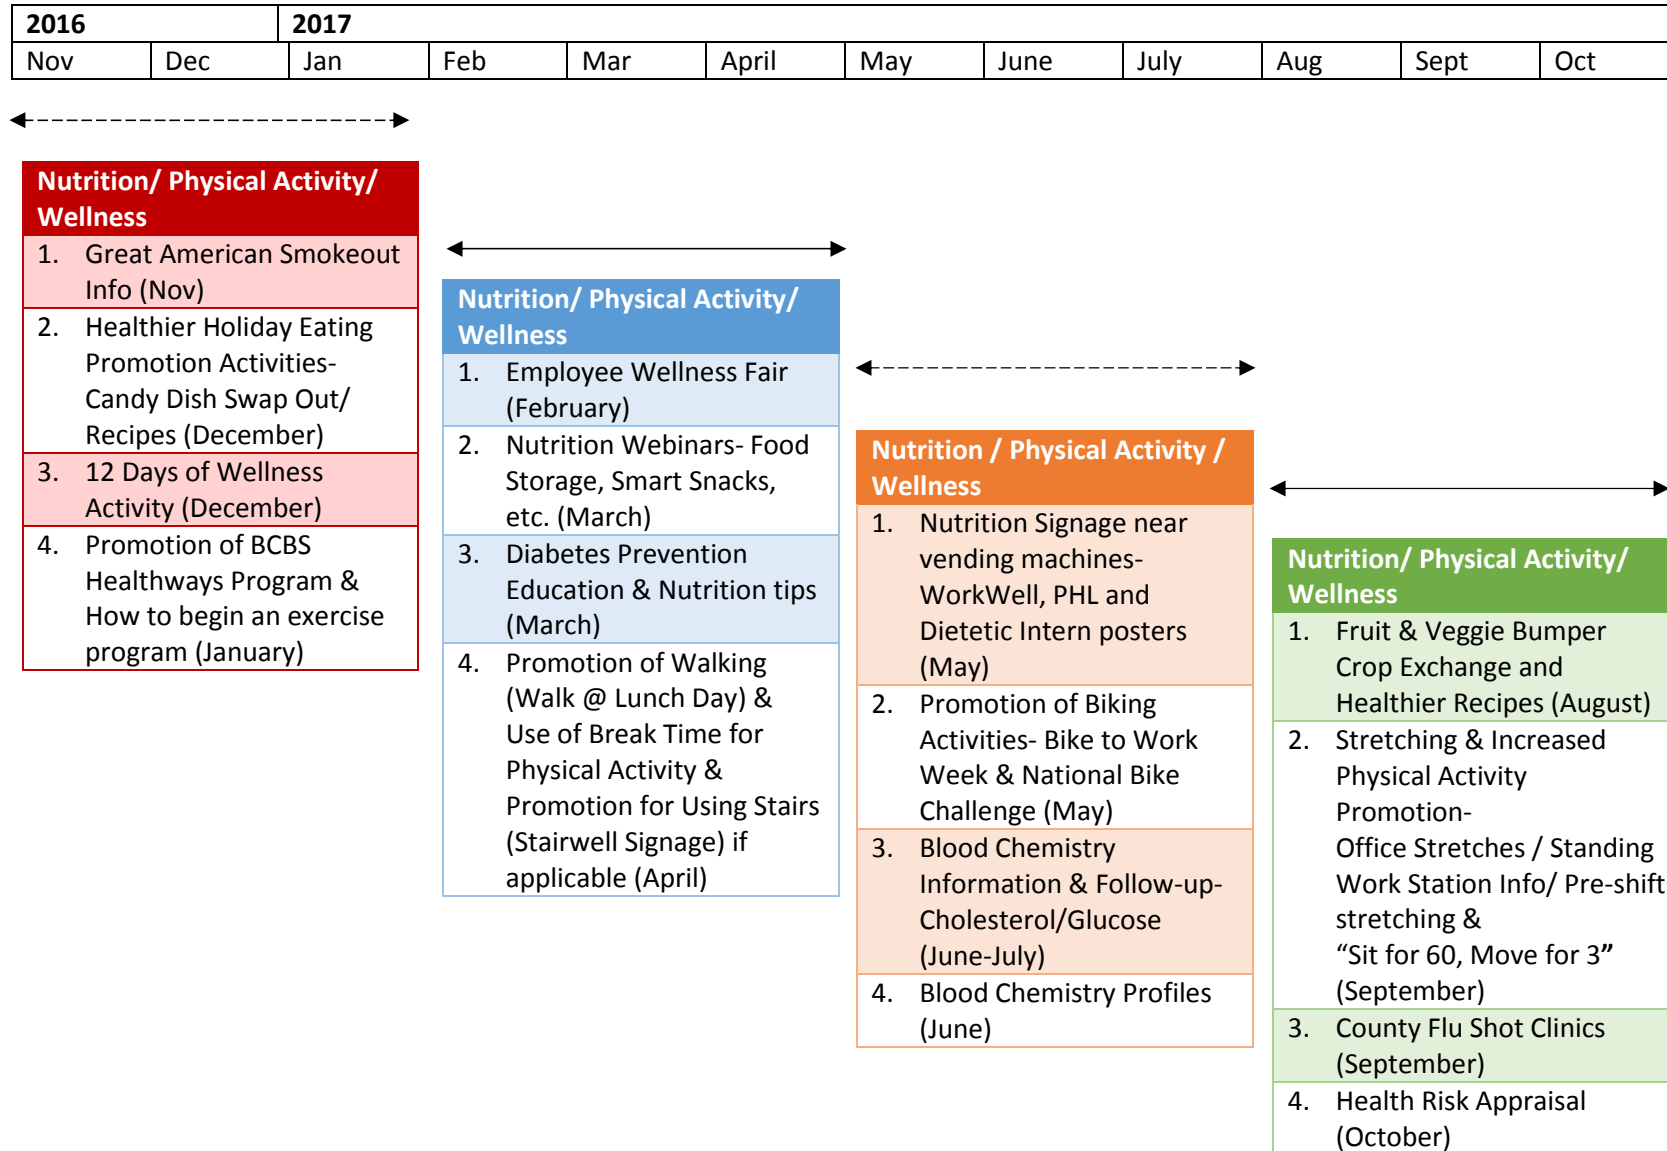 2016 2017
Nov Dec Jan Feb Mar April May June July Aug Sept Oct
Nutrition/ Physical Activity/
Wellness
1. Great American Smokeout
Info (Nov)
2. Healthier Holiday Eating
Promotion Activities-
Candy Dish Swap Out/
Recipes (December)
3. 12 Days of Wellness
Activity (December)
4. Promotion of BCBS
Healthways Program &
How to begin an exercise
program (January)
Nutrition/ Physical Activity/
Wellness
1. Employee Wellness Fair
(February)
2. Nutrition Webinars- Food
Storage, Smart Snacks,
etc. (March)
3. Diabetes Prevention
Education & Nutrition tips
(March)
4. Promotion of Walking
(Walk @ Lunch Day) &
Use of Break Time for
Physical Activity &
Promotion for Using Stairs
(Stairwell Signage) if
applicable (April)
Nutrition / Physical Activity /
Wellness
1. Nutrition Signage near
vending machines-
WorkWell, PHL and
Dietetic Intern posters
(May)
2. Promotion of Biking
Activities- Bike to Work
Week & National Bike
Challenge (May)
3. Blood Chemistry
Information & Follow-up-
Cholesterol/Glucose
(June-July)
4. Blood Chemistry Profiles
(June)
Nutrition/ Physical Activity/
Wellness
1. Fruit & Veggie Bumper
Crop Exchange and
Healthier Recipes (August)
2. Stretching & Increased
Physical Activity
Promotion-
Office Stretches / Standing
Work Station Info/ Pre-shift
stretching &
“Sit for 60, Move for 3”
(September)
3. County Flu Shot Clinics
(September)
4. Health Risk Appraisal
(October)